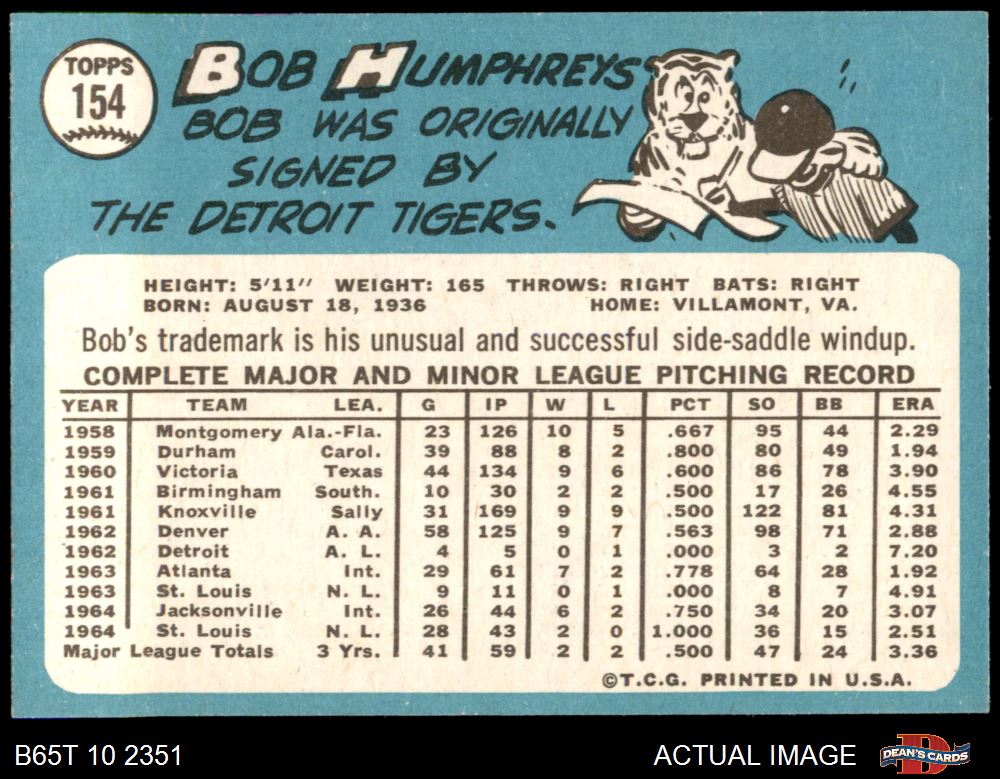 TOPPS
154
BOB HUMPHREYS
BOB WAS ORIGINALLY
SIGNED BY
THE DETROIT TIGERS.
HEIGHT: 5'11" WEIGHT: 165 THROWS: RIGHT BATS: RIGHT
BORN: AUGUST 18, 1936 HOME: VILLAMONT, VA.
Bob's trademark is his unusual and successful side-saddle windup.
COMPLETE MAJOR AND MINOR LEAGUE PITCHING RECORD
YEAR TEAM LEA. G IP W L PCT SO BB ERA
1958 Montgomery Ala.-Fla. 23 126 10 5 .667 95 44 2.29
1959 Durham Carol. 39 88 8 2 .800 80 49 1.94
1960 Victoria Texas 44 134 9 6 .600 86 78 3.90
1961 Birmingham South. 10 30 2 2 .500 17 26 4.55
1961 Knoxville Sally 31 169 9 9 .500 122 81 4.31
1962 Denver A. A. 58 125 9 7 .563 98 71 2.88
1962 Detroit A. L. 4 5 0 1 .000 3 2 7.20
1963 Atlanta Int. 29 61 7 2 .778 64 28 1.92
1963 St. Louis N. L. 9 11 0 1 .000 8 7 4.91
1964 Jacksonville Int. 26 44 6 2 .750 34 20 3.07
1964 St. Louis N. L. 28 43 2 0 1.000 36 15 2.51
Major League Totals 3 Yrs. 41 59 2 2 .500 47 24 3.36
©T.C.G. PRINTED IN U.S.A.
B65T 10 2351 ACTUAL IMAGE DEAN'S CARDS